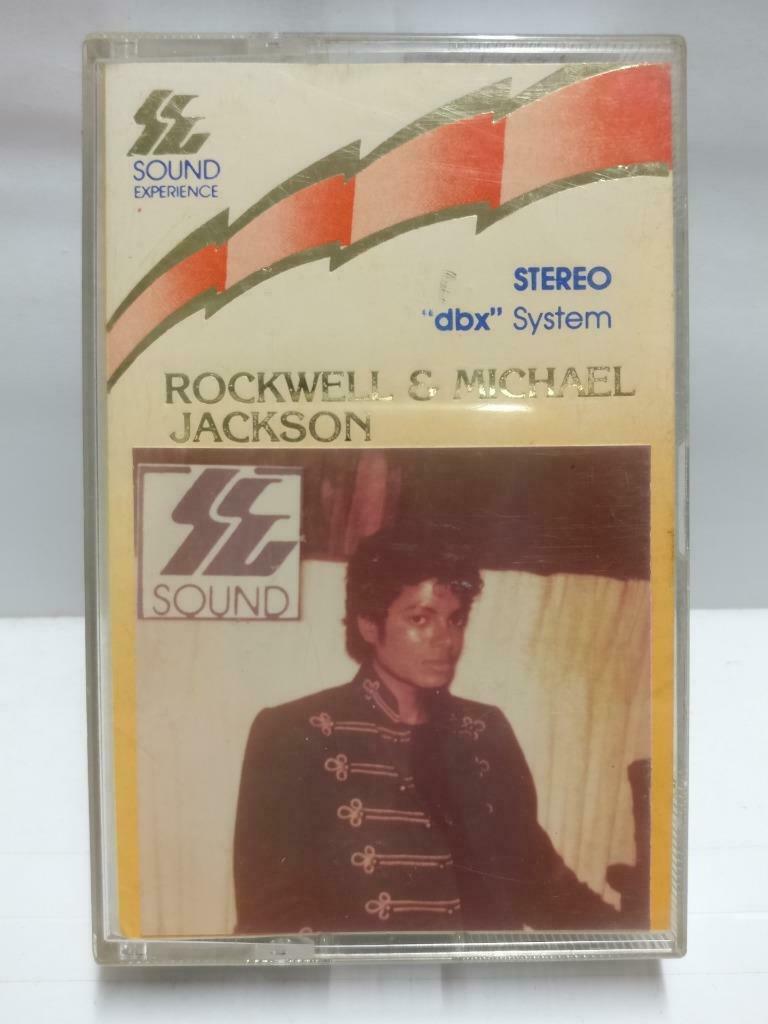 SOUND
EXPERIENCE
STEREO
"dbx" System
ROCKWELL & MICHAEL
JACKSON
SOUND